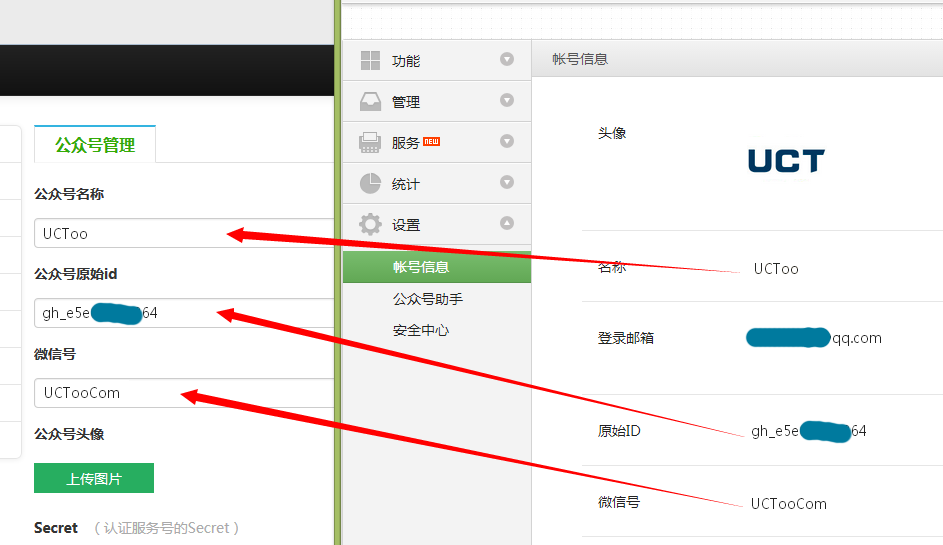 公众号管理
公众号名称
UCToo
公众号原始id
gh_e5e 64
微信号
UCTooCom
公众号头像
上传图片
Secret （认证服务号的Secret）
功能
管理
服务 NEW
统计
设置
帐号信息
公众号助手
安全中心
帐号信息
头像
UCT
名称 UCToo
登录邮箱 qq.com
原始ID gh_e5e 64
微信号 UCTooCom